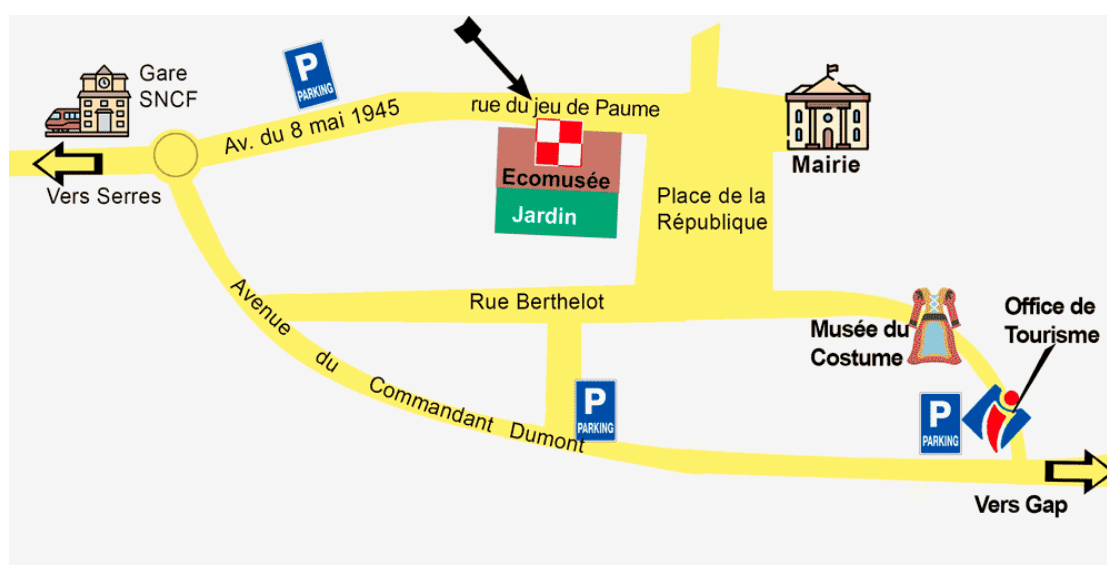 Gare
SNCF
P
PARKING
Av. du 8 mai 1945
rue du jeu de Paume
Mairie
Vers Serres
Ecomusée
Jardin
Place de la
République
Avenue du Commandant Dumont
Rue Berthelot
Musée du
Costume
Office de
Tourisme
P
PARKING
P
PARKING
Vers Gap